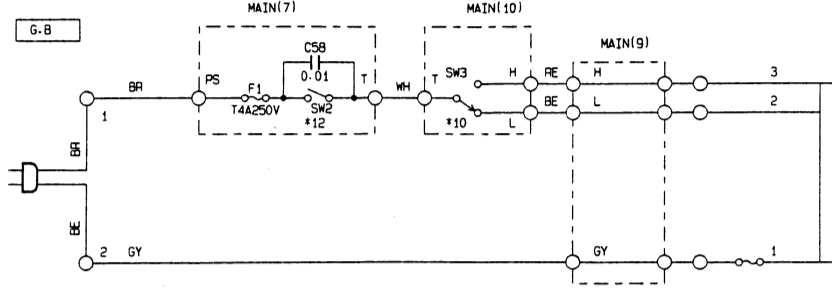 MAIN(7)
MAIN(10)
G.B
MAIN(9)
C58
0.01
SW3
H
RE
H
3
BR
PS
F1
T
WH
T
T4A250V
SW2
*12
*10
L
BE
L
2
1
BR
BE
2
GY
GY
1